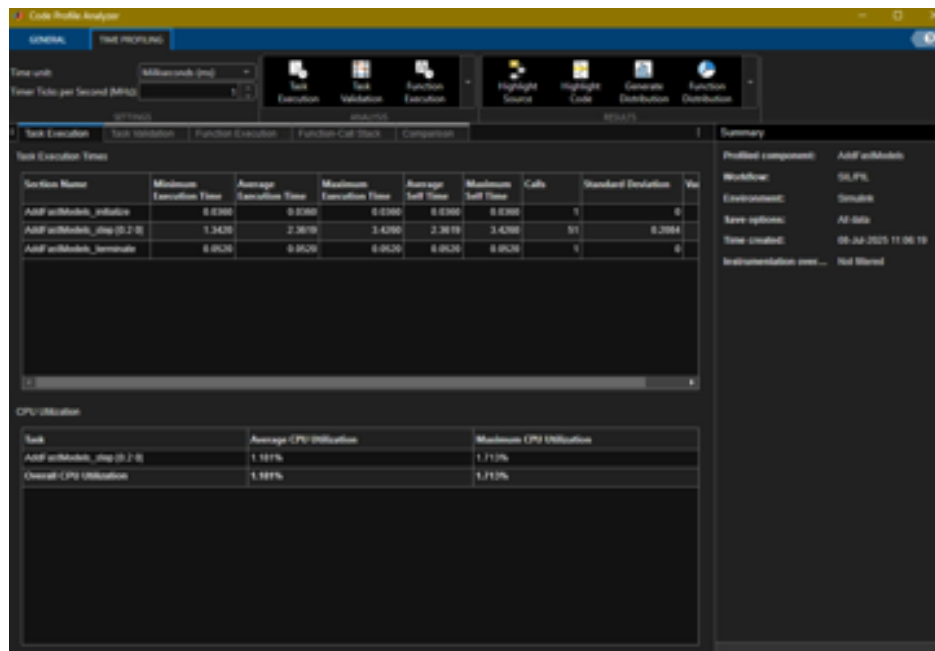 Code Profile Analyzer
GENERAL TIME PROFILING
Time unit: Milliseconds (ms)
Timer Ticks per Second (MHz) 1
Task Execution Task Validation Function Execution Highlight Source Highlight Code Generate Distribution Function Distribution
SETTINGS ANALYSIS RESULTS
Task Execution Task Validation Function Execution Function-Call Stack Comparison
Summary
Task Execution Times
Section Name Minimum Execution Time Average Execution Time Maximum Execution Time Average Self Time Maximum Self Time Calls Standard Deviation Va
AddFastModels_initialize 0.0360 0.0360 0.0360 0.0360 0.0360 1 0
AddFastModels_step [0.2 0] 1.3420 2.3619 3.4260 2.3619 3.4260 51
AddFastModels_terminate 0.0520 0.0520 0.0520 0.0520 0.0520 1 0
CPU Utilization
Task Average CPU Utilization Maximum CPU Utilization
AddFastModels_step [0.2 0] 1.181% 1.713%
Overall CPU Utilization 1.181% 1.713%
Profiled component: AddFastModels
Workflow: SIL/PIL
Environment: Simulink
Save options: All data
Time created: 08-Jul-2025 11:06:19
Instrumentation over... Not filtered